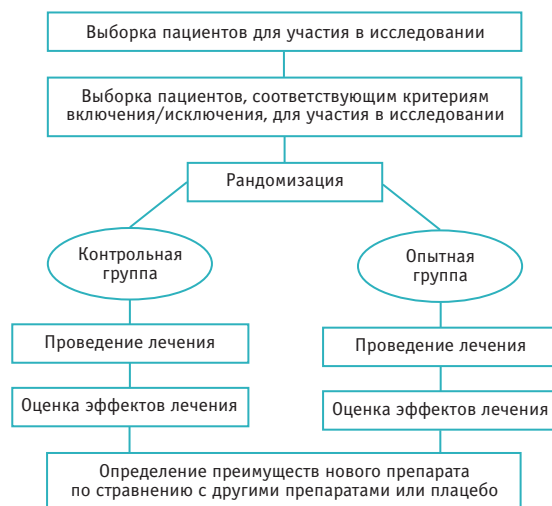 Выборка пациентов для участия в исследовании
Выборка пациентов, соответствующим критериям
включения/исключения, для участия в исследовании
Рандомизация
Контрольная
группа
Опытная
группа
Проведение лечения
Проведение лечения
Оценка эффектов лечения
Оценка эффектов лечения
Определение преимуществ нового препарата
по стравнению с другими препаратами или плацебо